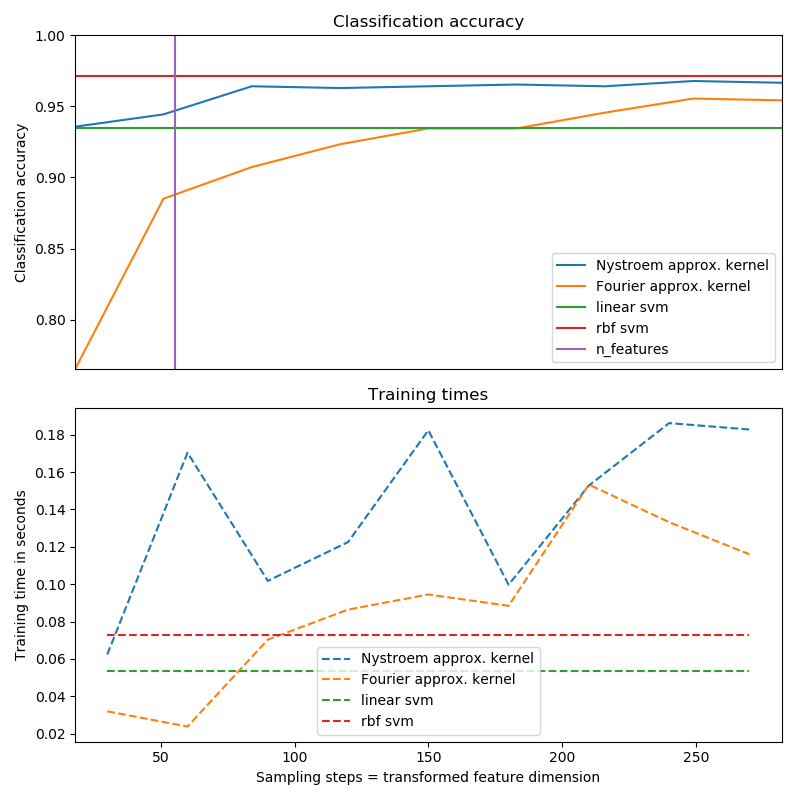 Classification accuracy
1.00
0.95
0.90
0.85
0.80
Classification accuracy
Nystroem approx. kernel
Fourier approx. kernel
linear svm
rbf svm
n_features
Training times
0.18
0.16
0.14
0.12
0.10
0.08
0.06
0.04
0.02
Training time in seconds
Nystroem approx. kernel
Fourier approx. kernel
linear svm
rbf svm
50 100 150 200 250
Sampling steps = transformed feature dimension